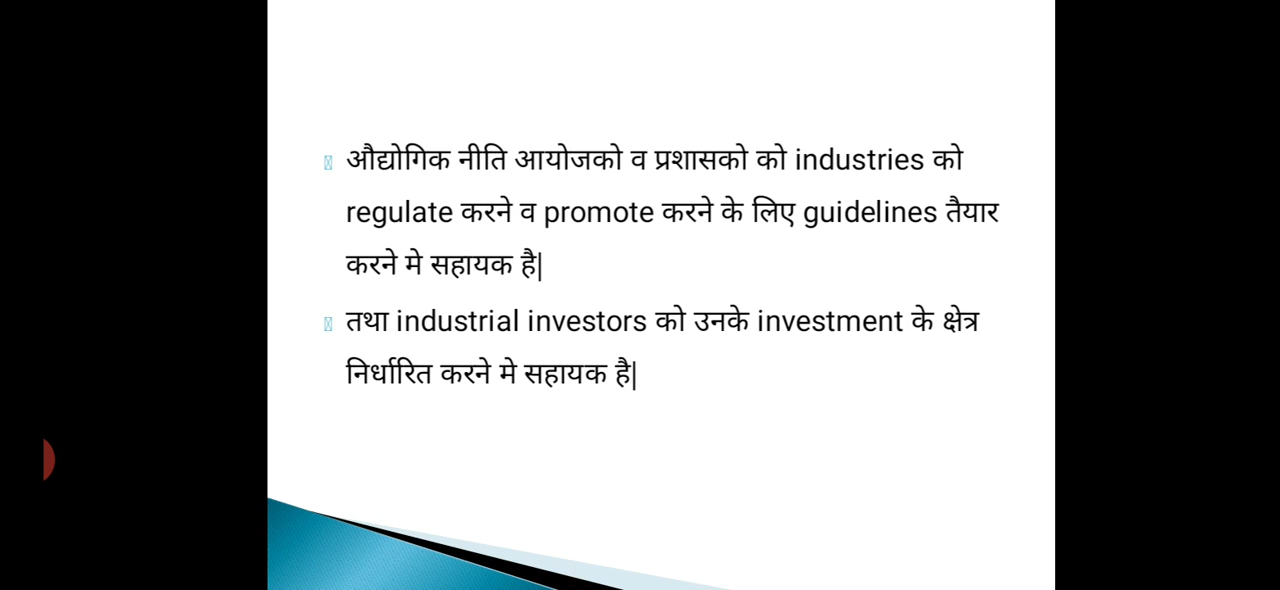 औद्योगिक नीति आयोजको व प्रशासको को industries को
regulate करने व promote करने के लिए guidelines तैयार
करने मे सहायक है|
तथा industrial investors को उनके investment के क्षेत्र
निर्धारित करने मे सहायक है|